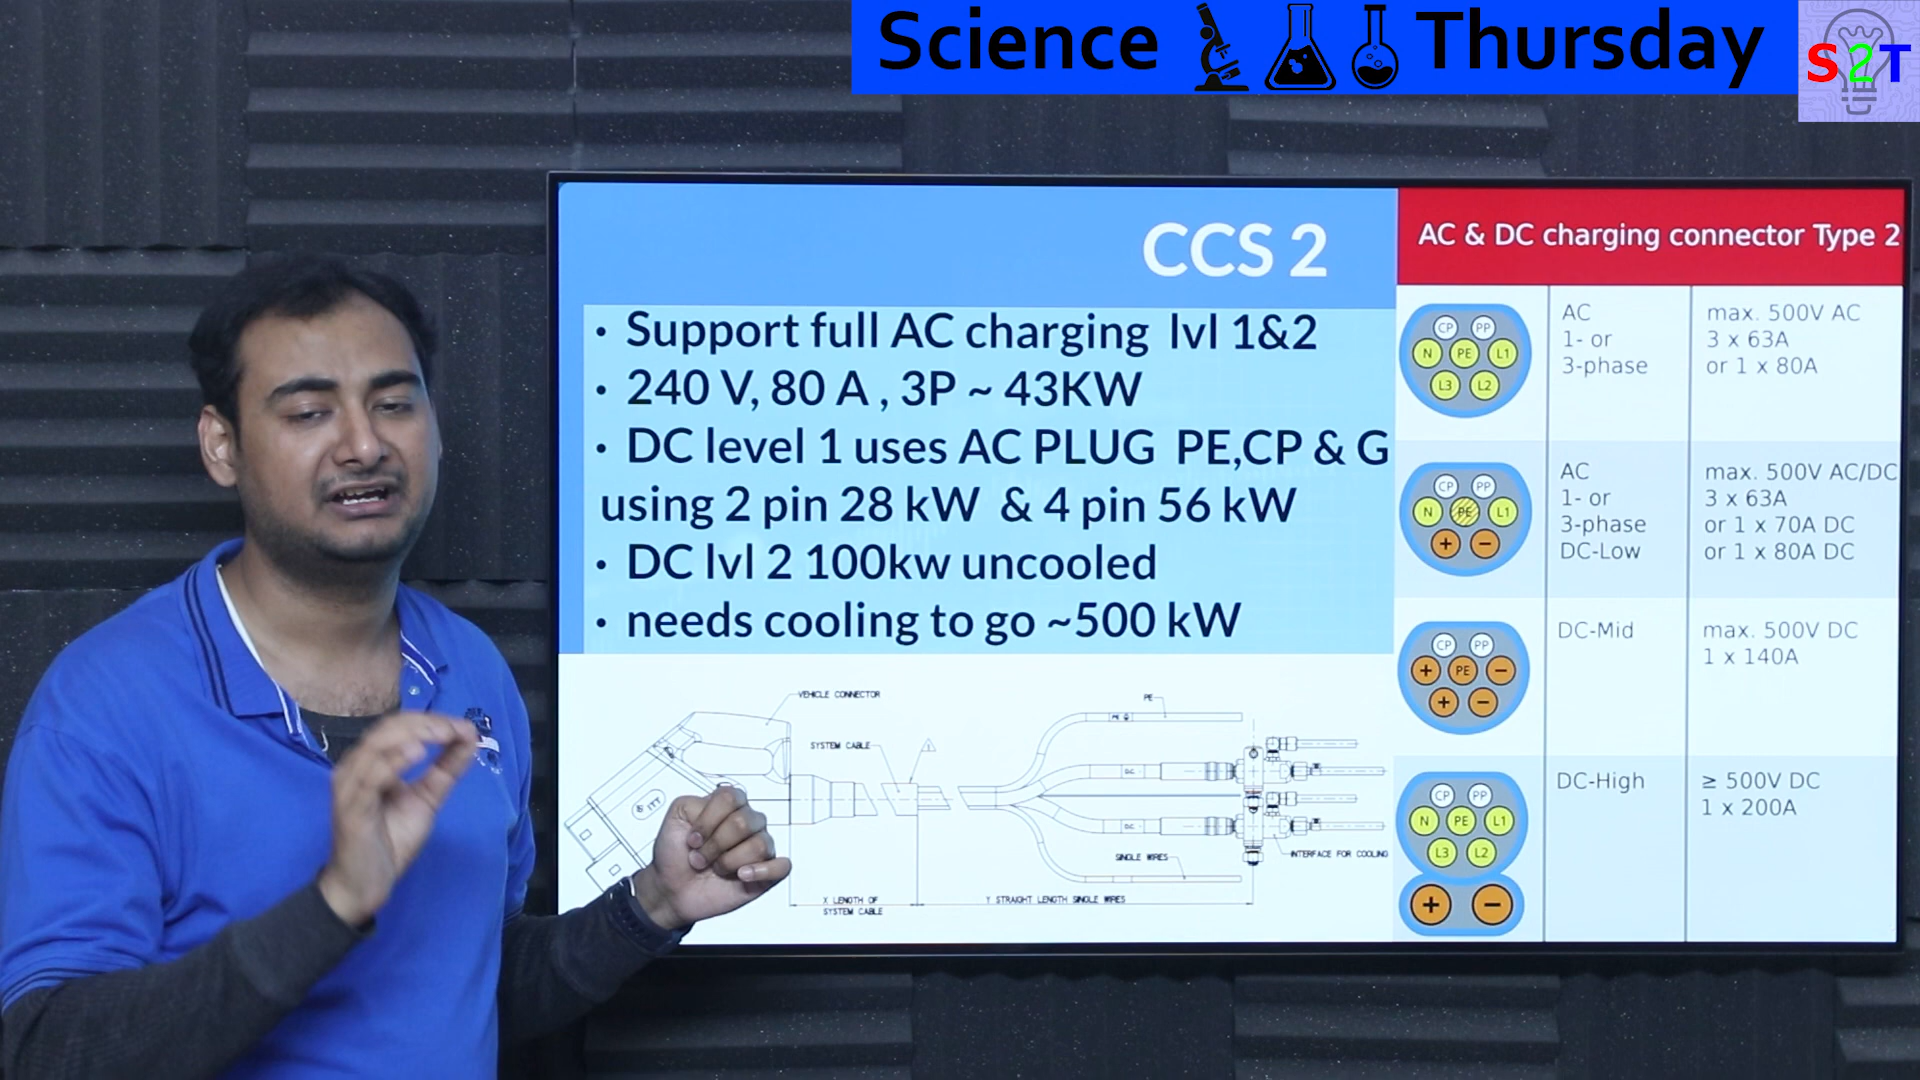 Science Thursday
S2T
CCS 2
• Support full AC charging lvl 1&2
• 240 V, 80 A , 3P ~ 43KW
• DC level 1 uses AC PLUG PE,CP & G
using 2 pin 28 kW & 4 pin 56 kW
• DC lvl 2 100kw uncooled
• needs cooling to go ~500 kW
VEHICLE CONNECTOR
SYSTEM CABLE
PE
PE
DC-
DC-
SINGLE WIRES
INTERFACE FOR COOLING
X LENGTH OF
SYSTEM CABLE
Y STRAIGHT LENGTH SINGLE WIRES
ITT
AC & DC charging connector Type 2
CP PP
N PE L1
L3 L2
AC
1- or
3-phase
max. 500V AC
3 x 63A
or 1 x 80A
CP PP
N PE L1
+ −
AC
1- or
3-phase
DC-Low
max. 500V AC/DC
3 x 63A
or 1 x 70A DC
or 1 x 80A DC
CP PP
+ PE −
+ −
DC-Mid
max. 500V DC
1 x 140A
CP PP
N PE L1
L3 L2
+ −
DC-High
≥ 500V DC
1 x 200A